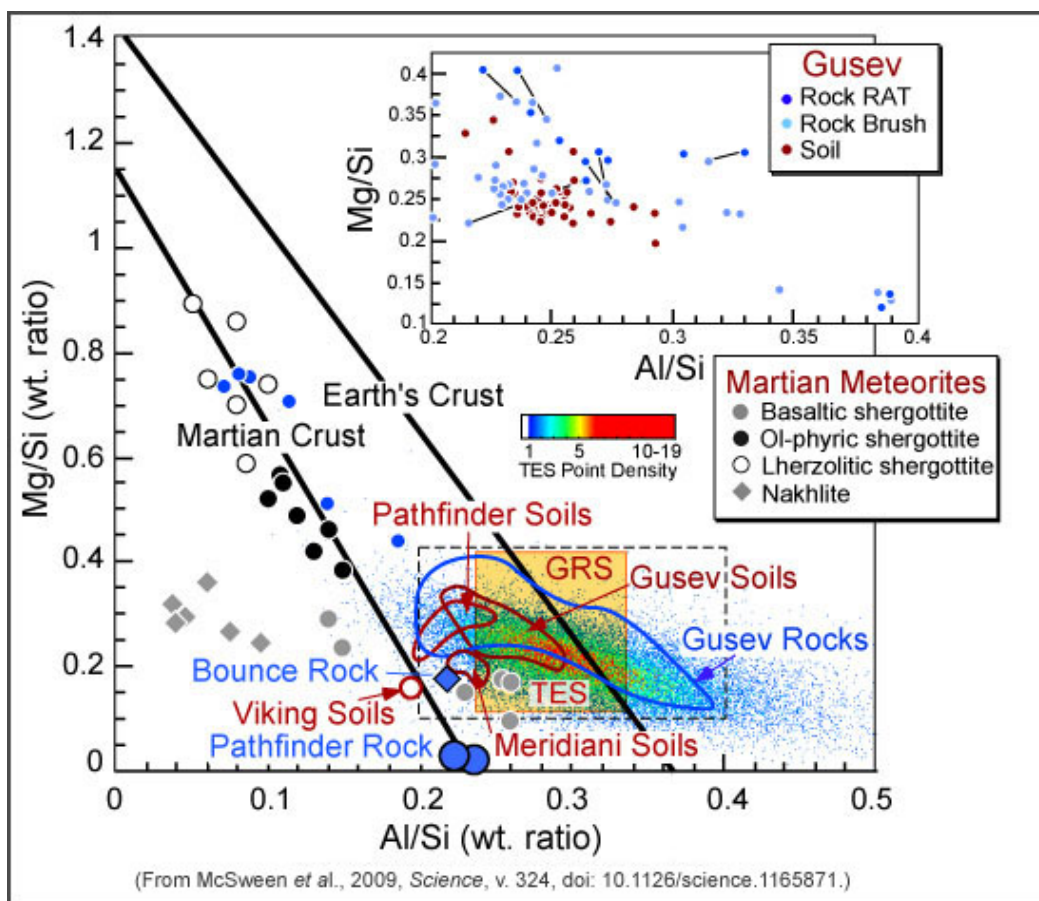 1.4
1.2
1
0.8
0.6
0.4
0.2
0
Mg/Si (wt. ratio)
0
0.1
0.2
0.3
0.4
0.5
Al/Si (wt. ratio)
Earth's Crust
Martian Crust
1 5 10-19
TES Point Density
Pathfinder Soils
GRS
Gusev Soils
Gusev Rocks
Bounce Rock
TES
Viking Soils
Pathfinder Rock
Meridiani Soils
0.4
0.35
0.3
0.25
0.2
0.15
0.1
Mg/Si
0.2
0.25
0.3
0.35
0.4
Al/Si
Gusev
Rock RAT
Rock Brush
Soil
Martian Meteorites
Basaltic shergottite
Ol-phyric shergottite
Lherzolitic shergottite
Nakhlite
(From McSween et al., 2009, Science, v. 324, doi: 10.1126/science.1165871.)